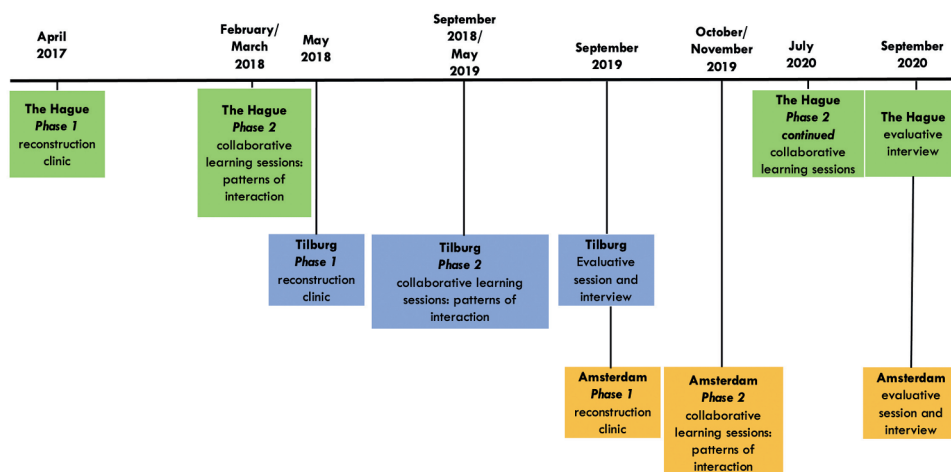 April
2017
February/
March
2018
May
2018
September
2018/
May
2019
September
2019
October/
November
2019
July
2020
September
2020
The Hague
Phase 1
reconstruction
clinic
The Hague
Phase 2
collaborative
learning sessions:
patterns of
interaction
The Hague
Phase 2
continued
collaborative
learning sessions
The Hague
evaluative
interview
Tilburg
Phase 1
reconstruction
clinic
Tilburg
Phase 2
collaborative learning
sessions: patterns of
interaction
Tilburg
Evaluative
session and
interview
Amsterdam
Phase 1
reconstruction
clinic
Amsterdam
Phase 2
collaborative
learning sessions:
patterns of
interaction
Amsterdam
evaluative
session and
interview